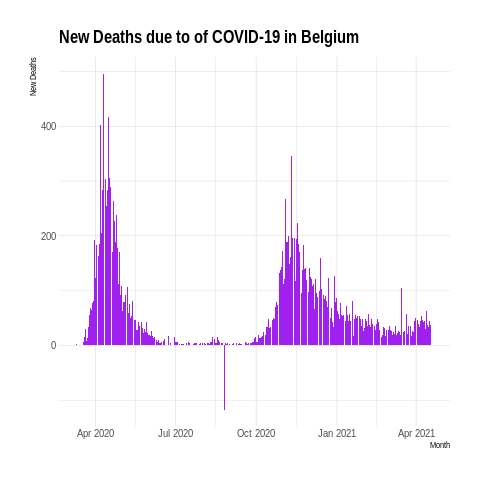 New Deaths due to of COVID-19 in Belgium
New Deaths
400
200
0
Apr 2020
Jul 2020
Oct 2020
Jan 2021
Apr 2021
Month